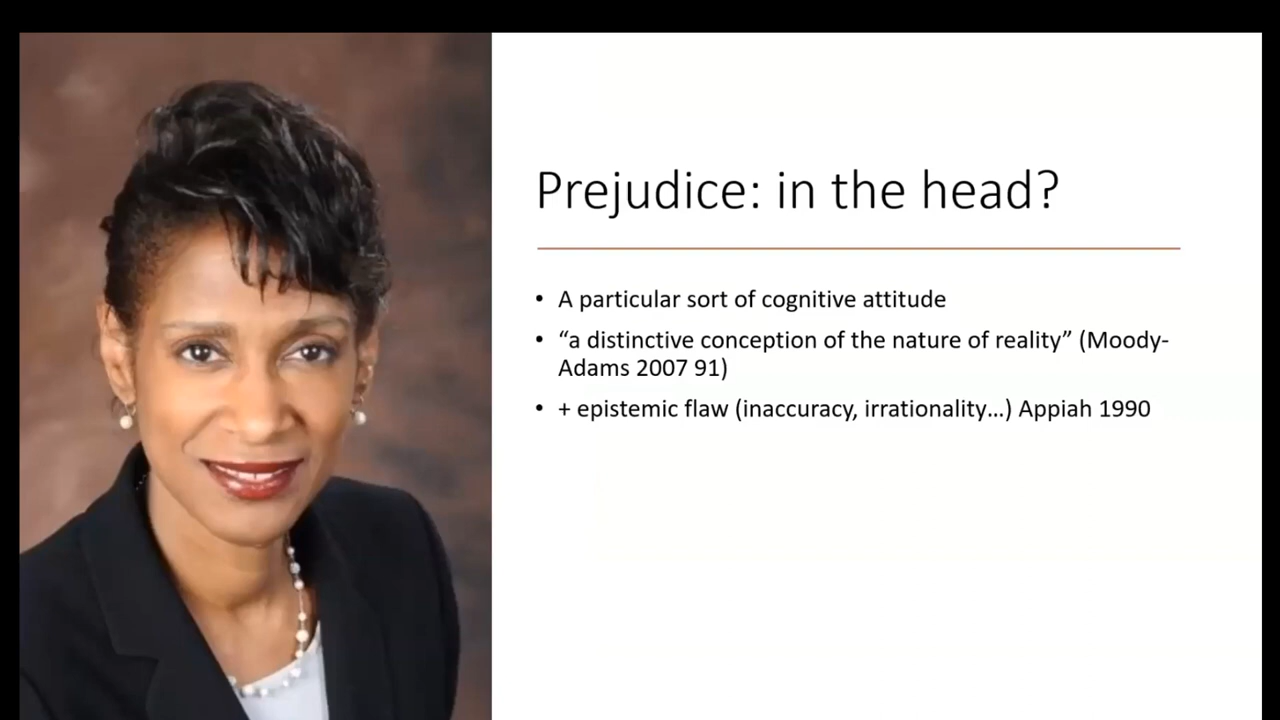 Prejudice: in the head?
• A particular sort of cognitive attitude
• “a distinctive conception of the nature of reality” (Moody-
Adams 2007 91)
• + epistemic flaw (inaccuracy, irrationality…) Appiah 1990